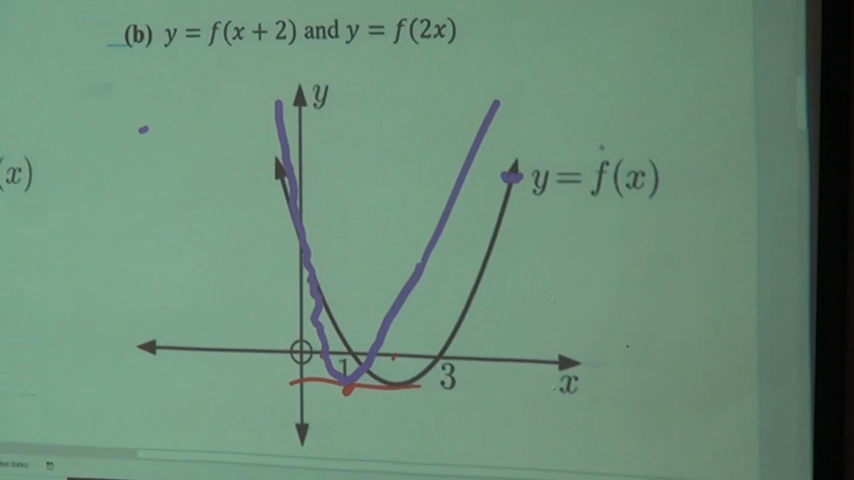 (b) y = f(x + 2) and y = f(2x)
y
(x)
y = f(x)
1
3
x